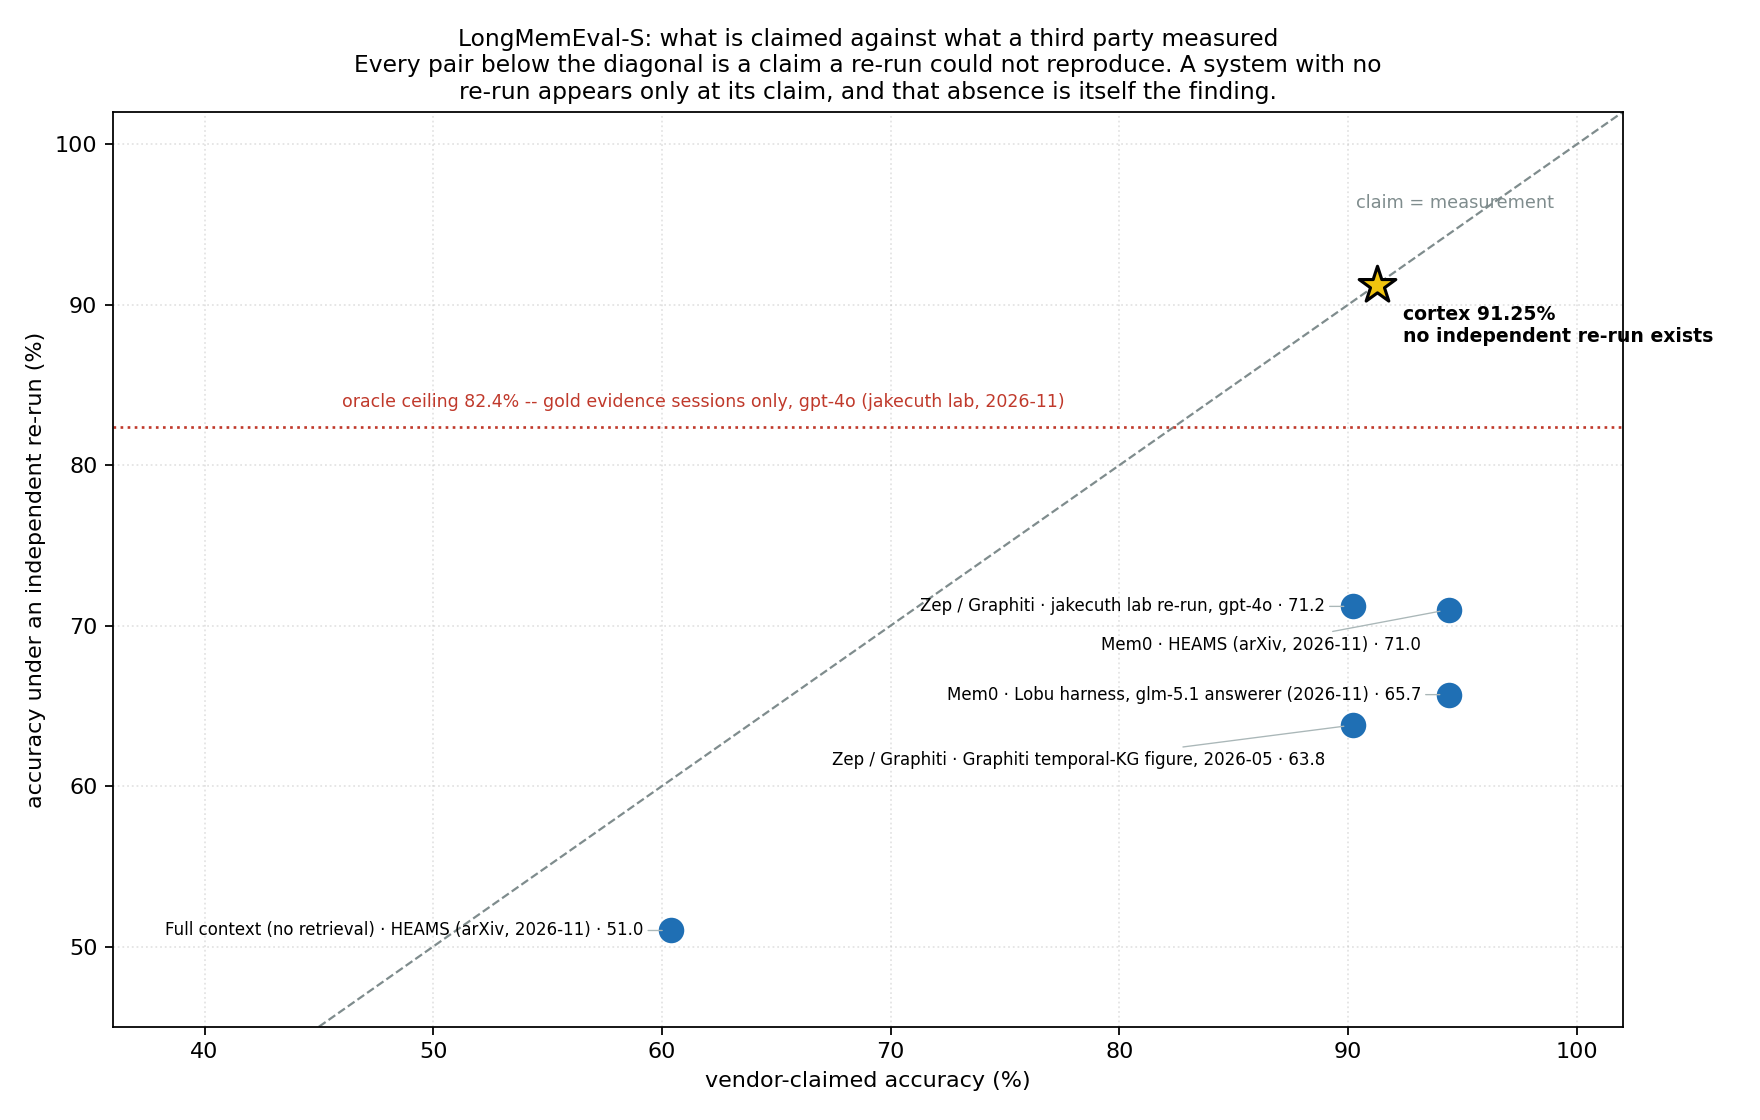 LongMemEval-S: what is claimed against what a third party measured
Every pair below the diagonal is a claim a re-run could not reproduce. A system with no
re-run appears only at its claim, and that absence is itself the finding.
100
claim = measurement
90
cortex 91.25%
no independent re-run exists
oracle ceiling 82.4% -- gold evidence sessions only, gpt-4o (jakecuth lab, 2026-11)
80
Zep / Graphiti · jakecuth lab re-run, gpt-4o · 71.2
70
Mem0 · HEAMS (arXiv, 2026-11) · 71.0
Mem0 · Lobu harness, glm-5.1 answerer (2026-11) · 65.7
Zep / Graphiti · Graphiti temporal-KG figure, 2026-05 · 63.8
60
Full context (no retrieval) · HEAMS (arXiv, 2026-11) · 51.0
50
accuracy under an independent re-run (%)
40 50 60 70 80 90 100
vendor-claimed accuracy (%)